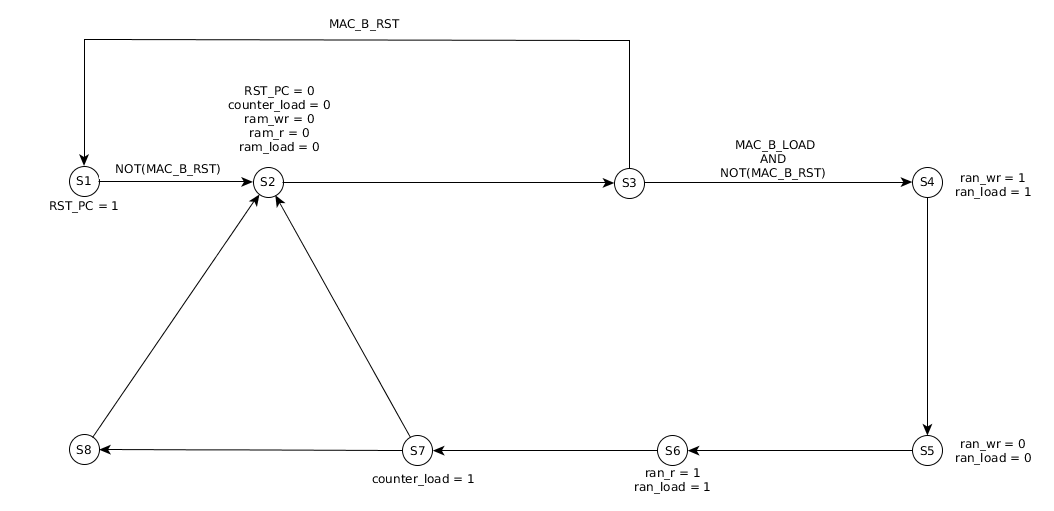 MAC_B_RST
RST_PC = 0
counter_load = 0
ram_wr = 0
ram_r = 0
ram_load = 0
MAC_B_LOAD
AND
NOT(MAC_B_RST)
NOT(MAC_B_RST)
S1
S2
S3
S4
ran_wr = 1
ran_load = 1
RST_PC = 1
S8
S7
S6
S5
ran_wr = 0
ran_load = 0
counter_load = 1
ran_r = 1
ran_load = 1